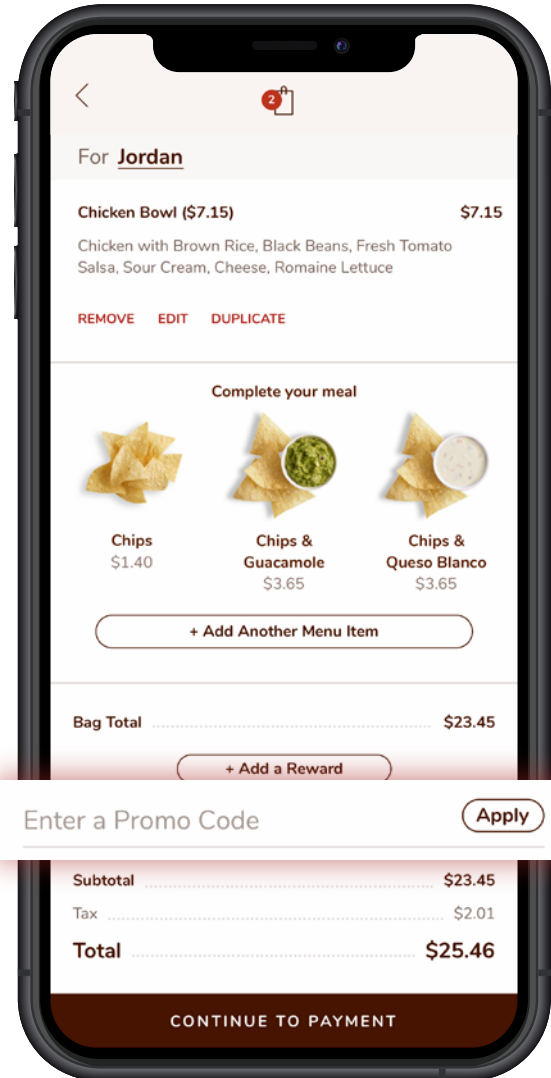 2
For Jordan
Chicken Bowl ($7.15) $7.15
Chicken with Brown Rice, Black Beans, Fresh Tomato
Salsa, Sour Cream, Cheese, Romaine Lettuce
REMOVE EDIT DUPLICATE
Complete your meal
Chips
$1.40
Chips &
Guacamole
$3.65
Chips &
Queso Blanco
$3.65
+ Add Another Menu Item
Bag Total $23.45
+ Add a Reward
Enter a Promo Code Apply
Subtotal $23.45
Tax $2.01
Total $25.46
CONTINUE TO PAYMENT